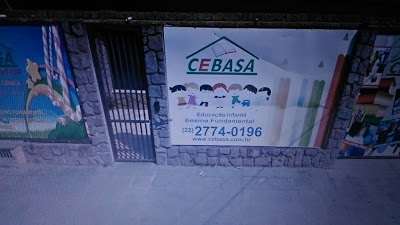 CEBASA
Educação Infantil
Ensino Fundamental
(22) 2774-0196
www.cebasa.com.br